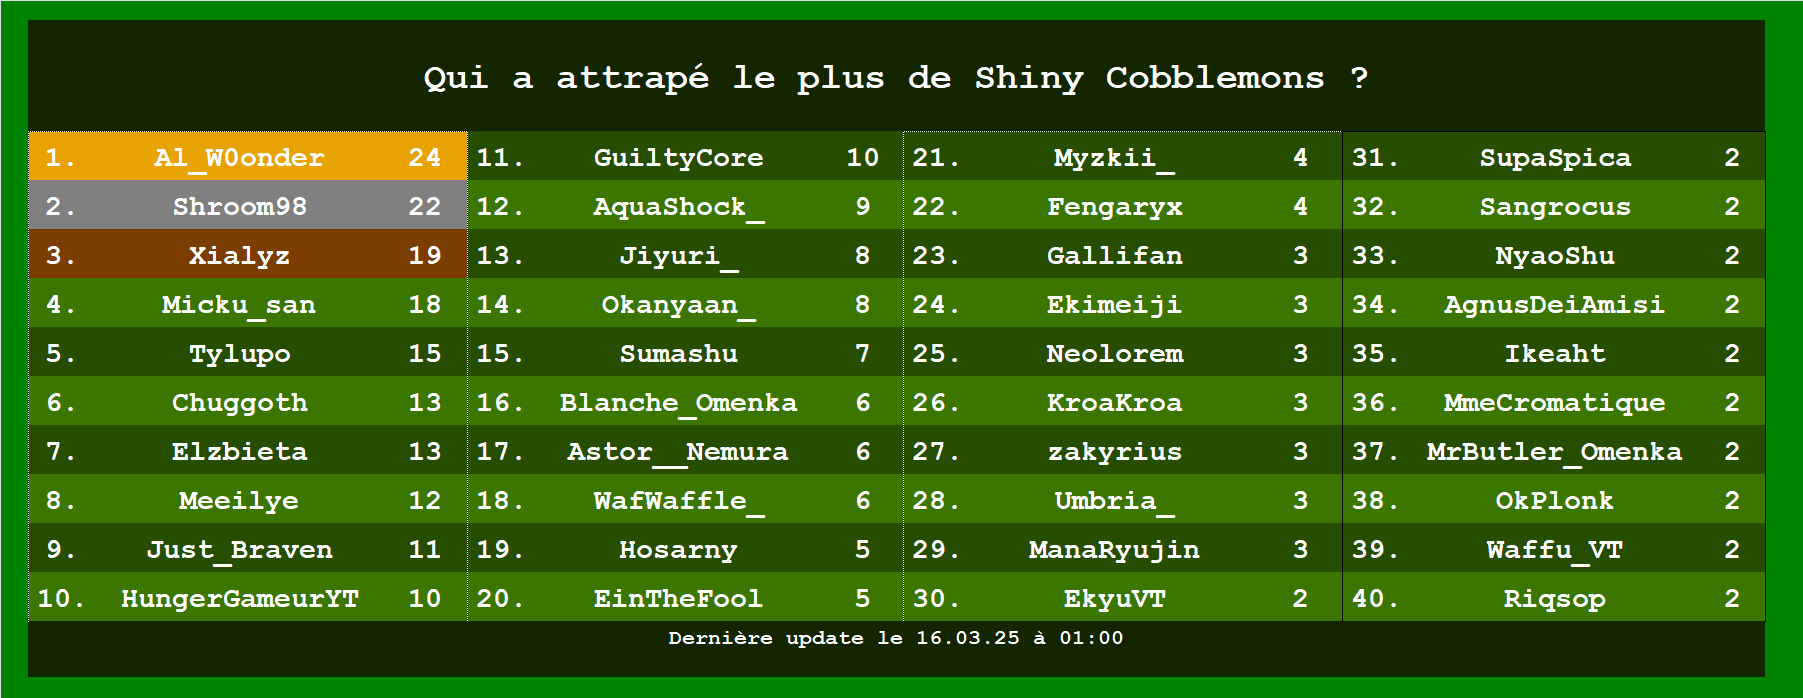 Qui a attrapé le plus de Shiny Cobblemons ?
1. Al_W0onder 24
2. Shroom98 22
3. Xialyz 19
4. Micku_san 18
5. Tylupo 15
6. Chuggoth 13
7. Elzbieta 13
8. Meeilye 12
9. Just_Braven 11
10. HungerGameurYT 10
11. GuiltyCore 10
12. AquaShock_ 9
13. Jiyuri_ 8
14. Okanyaan_ 8
15. Sumashu 7
16. Blanche_Omenka 6
17. Astor__Nemura 6
18. WafWaffle_ 6
19. Hosarny 5
20. EinTheFool 5
21. Myzkii_ 4
22. Fengaryx 4
23. Gallifan 3
24. Ekimeiji 3
25. Neolorem 3
26. KroaKroa 3
27. zakyrius 3
28. Umbria_ 3
29. ManaRyujin 3
30. EkyuVT 2
31. SupaSpica 2
32. Sangrocus 2
33. NyaoShu 2
34. AgnusDeiAmisi 2
35. Ikeaht 2
36. MmeCromatique 2
37. MrButler_Omenka 2
38. OkPlonk 2
39. Waffu_VT 2
40. Riqsop 2
Dernière update le 16.03.25 à 01:00